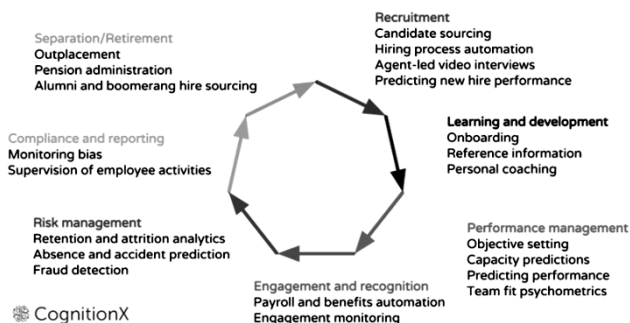 Recruitment
Candidate sourcing
Hiring process automation
Agent-led video interviews
Predicting new hire performance
Learning and development
Onboarding
Reference information
Personal coaching
Performance management
Objective setting
Capacity predictions
Predicting performance
Team fit psychometrics
Engagement and recognition
Payroll and benefits automation
Engagement monitoring
Risk management
Retention and attrition analytics
Absence and accident prediction
Fraud detection
Compliance and reporting
Monitoring bias
Supervision of employee activities
Separation/Retirement
Outplacement
Pension administration
Alumni and boomerang hire sourcing
CognitionX